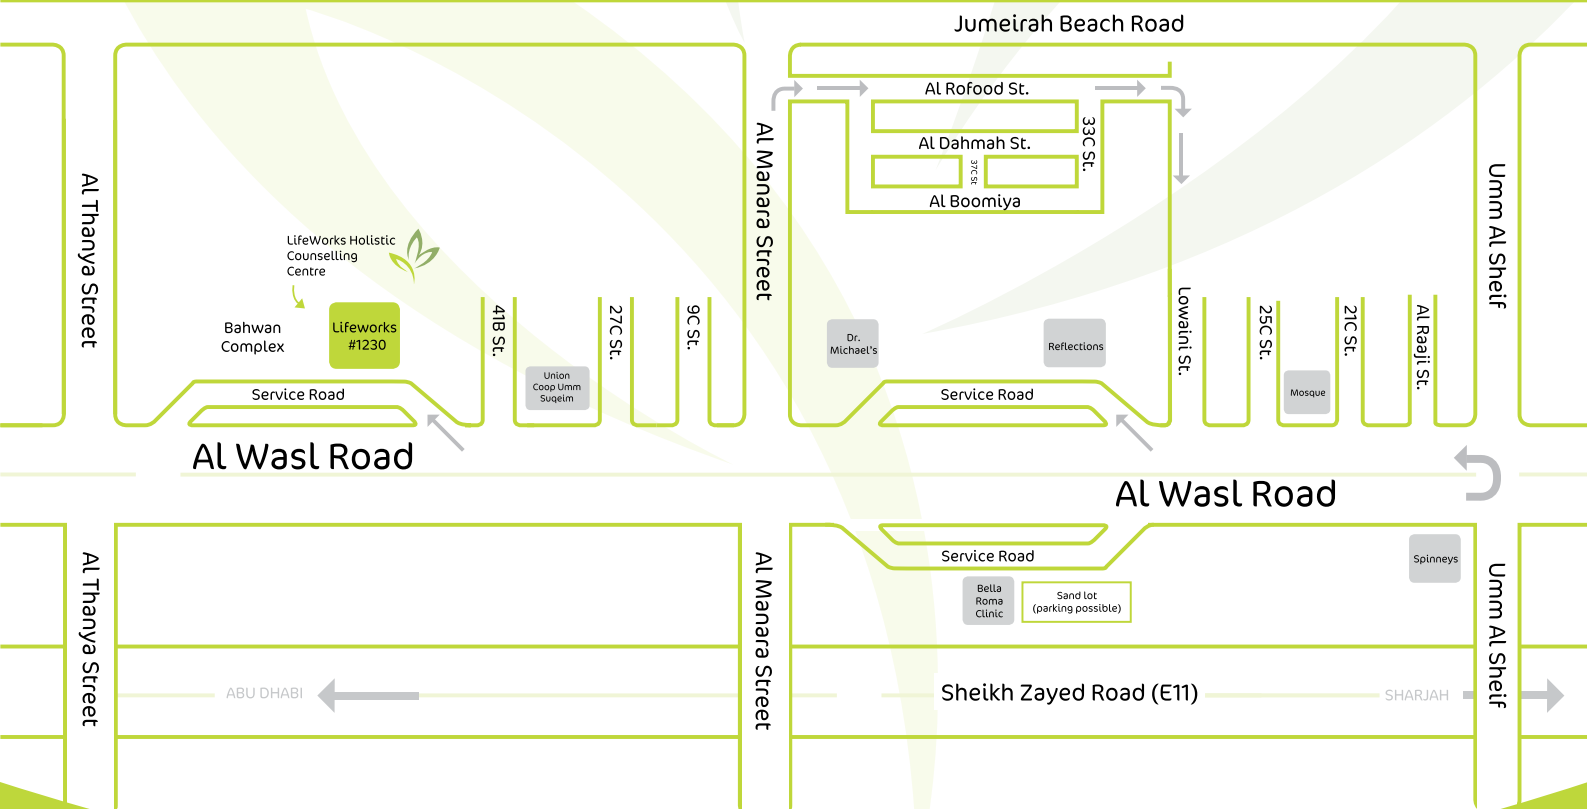 Jumeirah Beach Road
Al Rofood St.
Al Dahmah St.
33C St.
37C St
Al Boomiya
Al Thanya Street
Al Manara Street
Umm Al Sheif
LifeWorks Holistic
Counselling
Centre
Bahwan
Complex
Lifeworks
#1230
41B St.
27C St.
9C St.
Union
Coop Umm
Suqeim
Service Road
Dr.
Michael's
Reflections
Lowaini St.
25C St.
21C St.
Al Raaji St.
Mosque
Service Road
Al Wasl Road
Al Wasl Road
Service Road
Bella
Roma
Clinic
Sand lot
(parking possible)
Spinneys
Al Thanya Street
Al Manara Street
Umm Al Sheif
ABU DHABI
Sheikh Zayed Road (E11)
SHARJAH